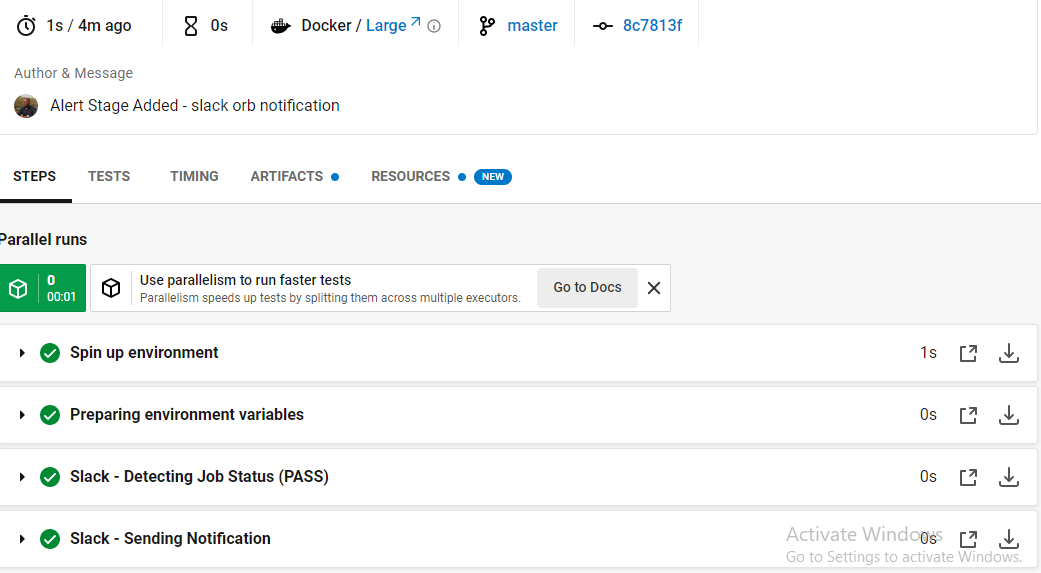 1s / 4m ago 0s Docker / Large master 8c7813f
Author & Message
Alert Stage Added - slack orb notification
STEPS TESTS TIMING ARTIFACTS RESOURCES NEW
Parallel runs
0
00:01
Use parallelism to run faster tests
Parallelism speeds up tests by splitting them across multiple executors.
Go to Docs
Spin up environment 1s
Preparing environment variables 0s
Slack - Detecting Job Status (PASS) 0s
Slack - Sending Notification 0s
Activate Windows
Go to Settings to activate Windows.